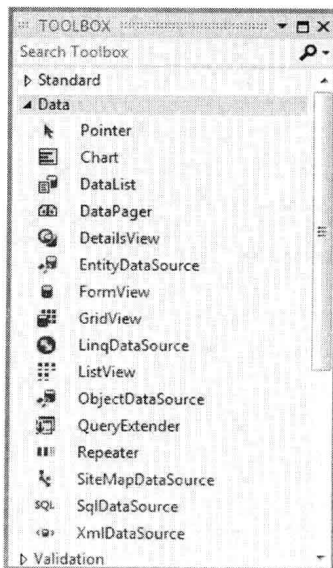 TOOLBOX
Search Toolbox
Standard
Data
Pointer
Chart
DataList
DataPager
DetailsView
EntityDataSource
FormView
GridView
LinqDataSource
ListView
ObjectDataSource
QueryExtender
Repeater
SiteMapDataSource
SQL SqlDataSource
XmlDataSource
Validation